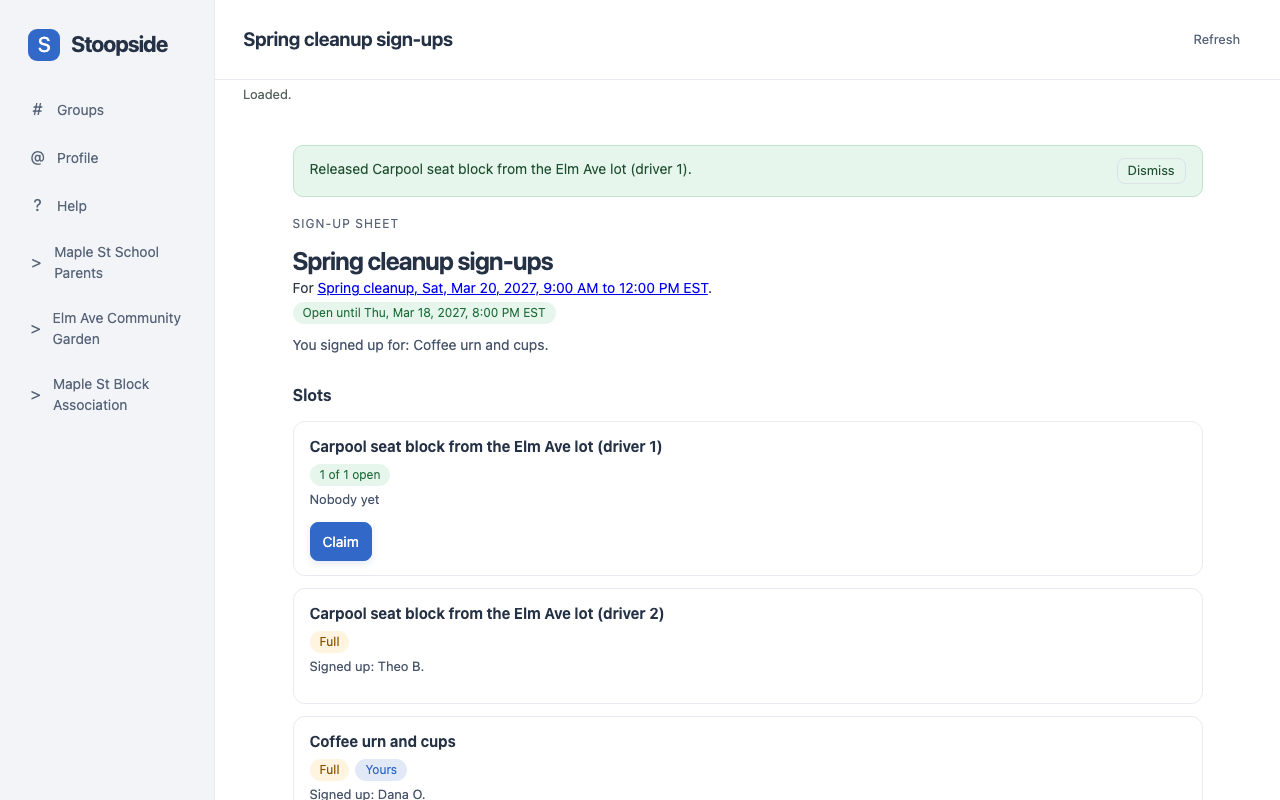 S Stoopside
# Groups
@ Profile
? Help
> Maple St School
Parents
> Elm Ave Community
Garden
> Maple St Block
Association
Spring cleanup sign-ups
Refresh
Loaded.
Released Carpool seat block from the Elm Ave lot (driver 1).
Dismiss
SIGN-UP SHEET
Spring cleanup sign-ups
For Spring cleanup, Sat, Mar 20, 2027, 9:00 AM to 12:00 PM EST.
Open until Thu, Mar 18, 2027, 8:00 PM EST
You signed up for: Coffee urn and cups.
Slots
Carpool seat block from the Elm Ave lot (driver 1)
1 of 1 open
Nobody yet
Claim
Carpool seat block from the Elm Ave lot (driver 2)
Full
Signed up: Theo B.
Coffee urn and cups
Full Yours
Signed up: Dana O.